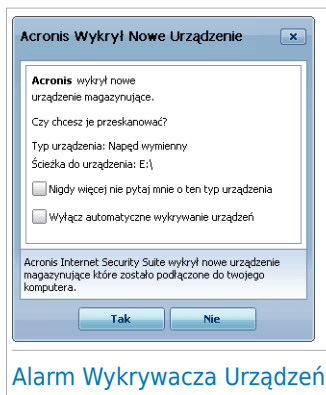 Acronis Wykrył Nowe Urządzenie
Acronis wykrył nowe
urządzenie magazynujące.
Czy chcesz je przeskanować?
Typ urządzenia: Napęd wymienny
Ścieżka do urządzenia: E:\
Nigdy więcej nie pytaj mnie o ten typ urządzenia
Wyłącz automatyczne wykrywanie urządzeń
Acronis Internet Security Suite wykrył nowe urządzenie
magazynujące które zostało podłączone do twojego
komputera.
Tak Nie
Alarm Wykrywacza Urządzeń